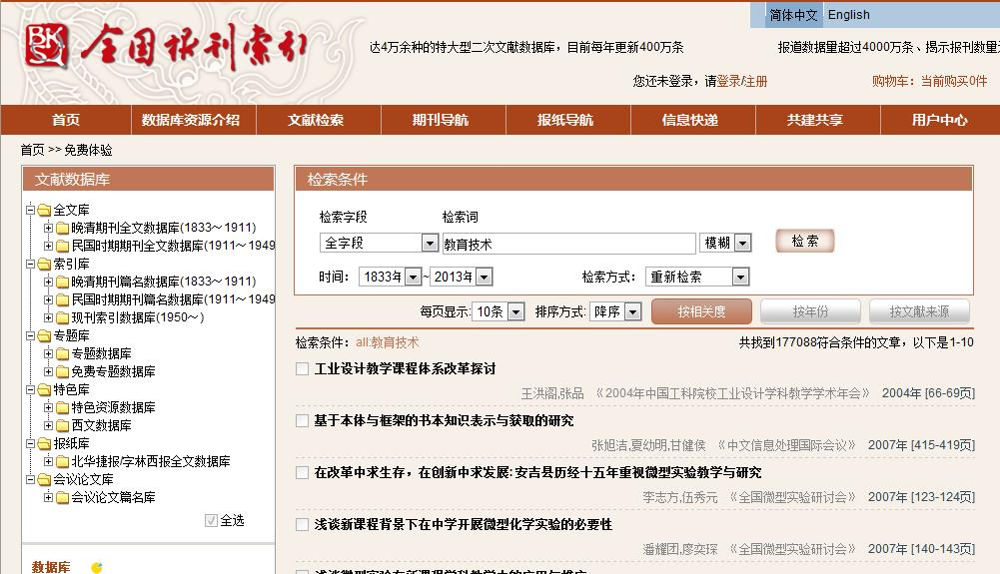 简体中文 English
BK
SY
全国报刊索引
达4万余种的特大型二次文献数据库，目前每年更新400万条
报道数据量超过4000万条、揭示报刊数量
您还未登录，请登录/注册
购物车：当前购买0件
首页 数据库资源介绍 文献检索 期刊导航 报纸导航 信息快递 共建共享 用户中心
首页 >> 免费体验
文献数据库
全文库
晚清期刊全文数据库(1833～1911)
民国时期期刊全文数据库(1911～1949
索引库
晚清期刊篇名数据库(1833～1911)
民国时期期刊篇名数据库(1911～1949
现刊索引数据库(1950～)
专题库
专题数据库
免费专题数据库
特色库
特色资源数据库
西文数据库
报纸库
北华捷报/字林西报全文数据库
会议论文库
会议论文篇名库
全选
数据库
检索条件
检索字段 检索词
全字段 教育技术 模糊 检 索
时间： 1833年 ~ 2013年 检索方式： 重新检索
每页显示: 10条 排序方式: 降序 按相关度 按年份 按文献来源
检索条件： all:教育技术 共找到177088符合条件的文章，以下是1-10
工业设计教学课程体系改革探讨
王洪阁,张品 《2004年中国工科院校工业设计学科教学学术年会》 2004年 [66-69页]
基于本体与框架的书本知识表示与获取的研究
张旭洁,夏幼明,甘健侯 《中文信息处理国际会议》 2007年 [415-419页]
在改革中求生存，在创新中求发展:安吉县历经十五年重视微型实验教学与研究
李志方,伍秀元 《全国微型实验研讨会》 2007年 [123-124页]
浅谈新课程背景下在中学开展微型化学实验的必要性
潘耀团,廖奕琛 《全国微型实验研讨会》 2007年 [140-143页]